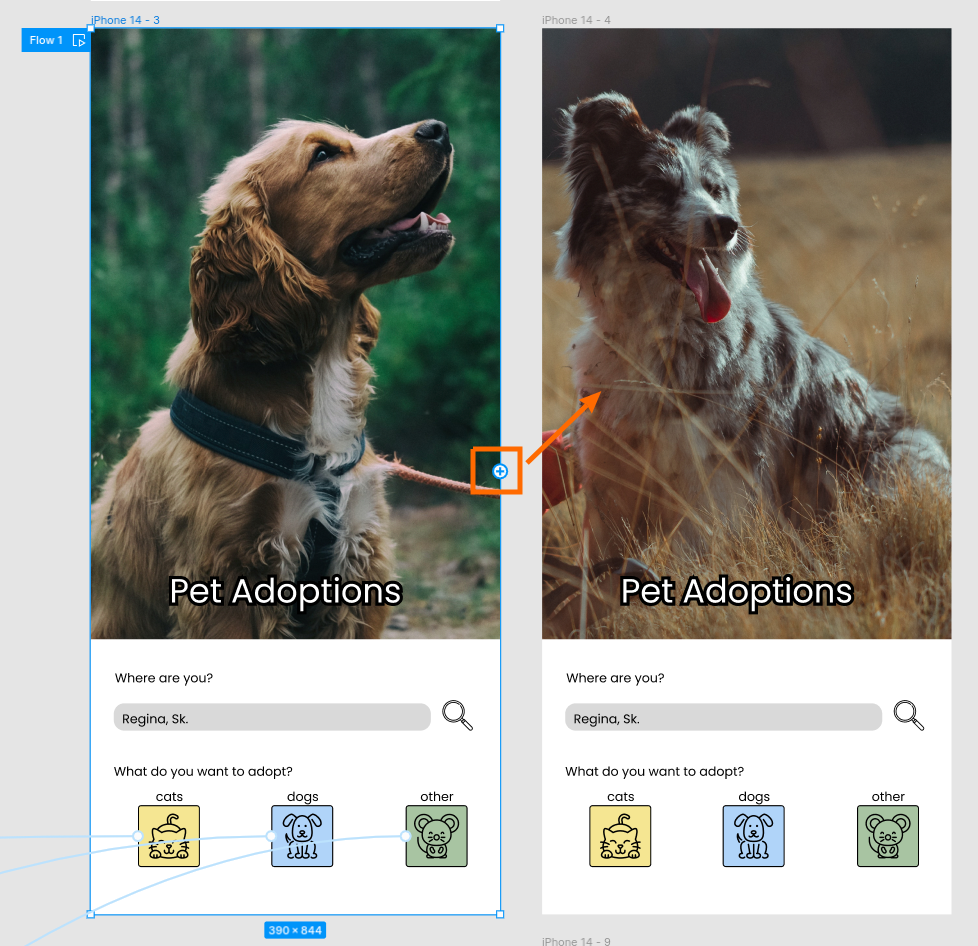 iPhone 14 - 3
iPhone 14 - 4
Flow 1
Pet Adoptions
Where are you?
Regina, Sk.
What do you want to adopt?
cats
dogs
other
390 × 844
Pet Adoptions
Where are you?
Regina, Sk.
What do you want to adopt?
cats
dogs
other
iPhone 14 - 9